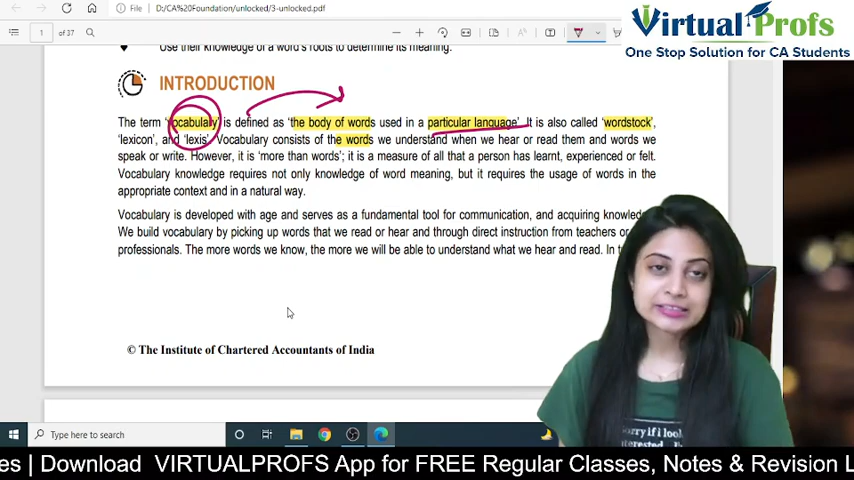 File | D:/CA%20Foundation/unlocked/3-unlocked.pdf
1 of 37
Virtual Profs
One Stop Solution for CA Students
Use their knowledge of a word's roots to determine its meaning.
INTRODUCTION
The term 'vocabulary' is defined as 'the body of words used in a particular language'. It is also called 'wordstock',
'lexicon', and 'lexis'. Vocabulary consists of the words we understand when we hear or read them and words we
speak or write. However, it is 'more than words'; it is a measure of all that a person has learnt, experienced or felt.
Vocabulary knowledge requires not only knowledge of word meaning, but it requires the usage of words in the
appropriate context and in a natural way.
Vocabulary is developed with age and serves as a fundamental tool for communication, and acquiring
We build vocabulary by picking up words that we read or hear and through direct instruction from teachers or
professionals. The more words we know, the more we will be able to understand what we hear and read. In
© The Institute of Chartered Accountants of India
Sorry if i look
Type here to search
es | Download VIRTUALPROFS App for FREE Regular Classes, Notes & Revision L